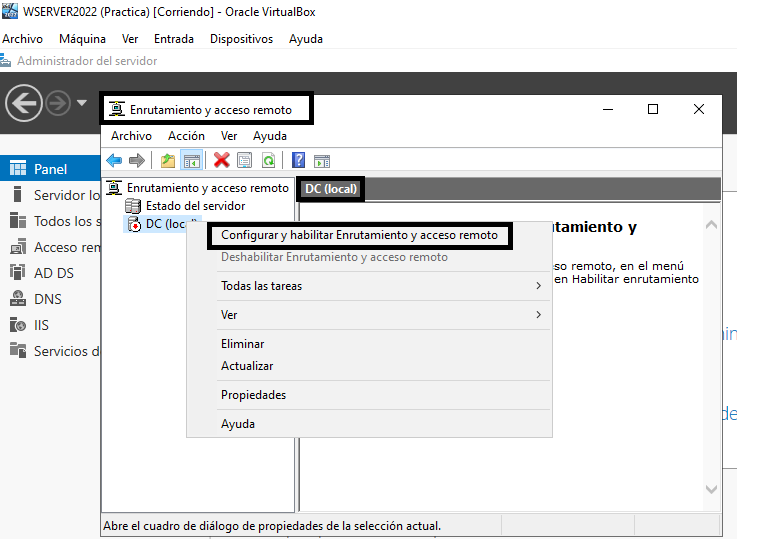 WSERVER2022 (Practica) [Corriendo] - Oracle VirtualBox
Archivo Máquina Ver Entrada Dispositivos Ayuda
Administrador del servidor
Enrutamiento y acceso remoto
Archivo Acción Ver Ayuda
Panel
Servidor lo
Todos los s
Acceso rem
AD DS
DNS
IIS
Servicios d
Enrutamiento y acceso remoto
Estado del servidor
DC (loc
DC (local)
Configurar y habilitar Enrutamiento y acceso remoto
Deshabilitar Enrutamiento y acceso remoto
Todas las tareas
Ver
Eliminar
Actualizar
Propiedades
Ayuda
tamiento y
so remoto, en el menú
en Habilitar enrutamiento
in
de
Abre el cuadro de diálogo de propiedades de la selección actual.